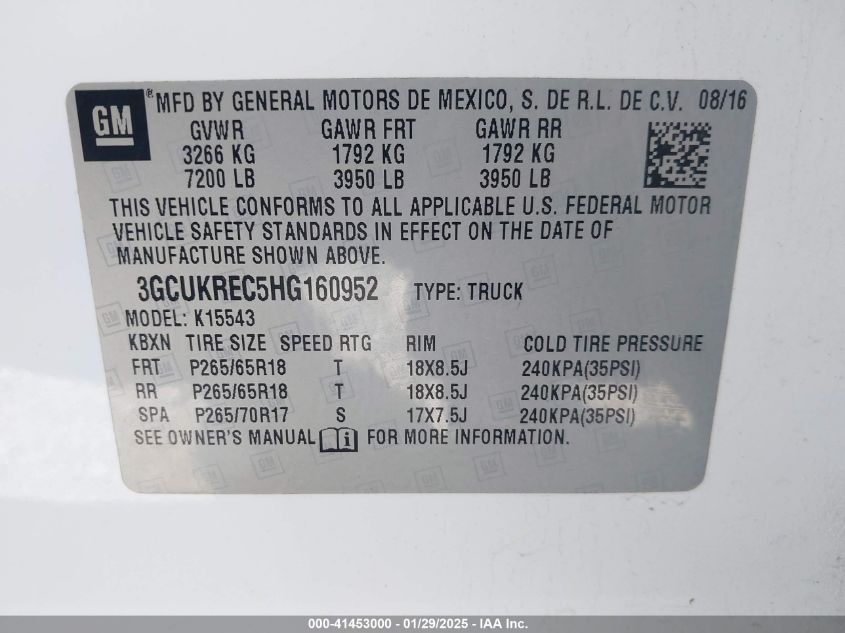 GM ®MFD BY GENERAL MOTORS DE MEXICO, S. DE R.L. DE C.V. 08/16
GVWR GAWR FRT GAWR RR
3266 KG 1792 KG 1792 KG
7200 LB 3950 LB 3950 LB
THIS VEHICLE CONFORMS TO ALL APPLICABLE U.S. FEDERAL MOTOR
VEHICLE SAFETY STANDARDS IN EFFECT ON THE DATE OF
MANUFACTURE SHOWN ABOVE.
3GCUKREC5HG160952 TYPE: TRUCK
MODEL: K15543
KBXN TIRE SIZE SPEED RTG RIM COLD TIRE PRESSURE
FRT P265/65R18 T 18X8.5J 240KPA(35PSI)
RR P265/65R18 T 18X8.5J 240KPA(35PSI)
SPA P265/70R17 S 17X7.5J 240KPA(35PSI)
SEE OWNER'S MANUAL i FOR MORE INFORMATION.
000-41453000 - 01/29/2025 - IAA Inc.